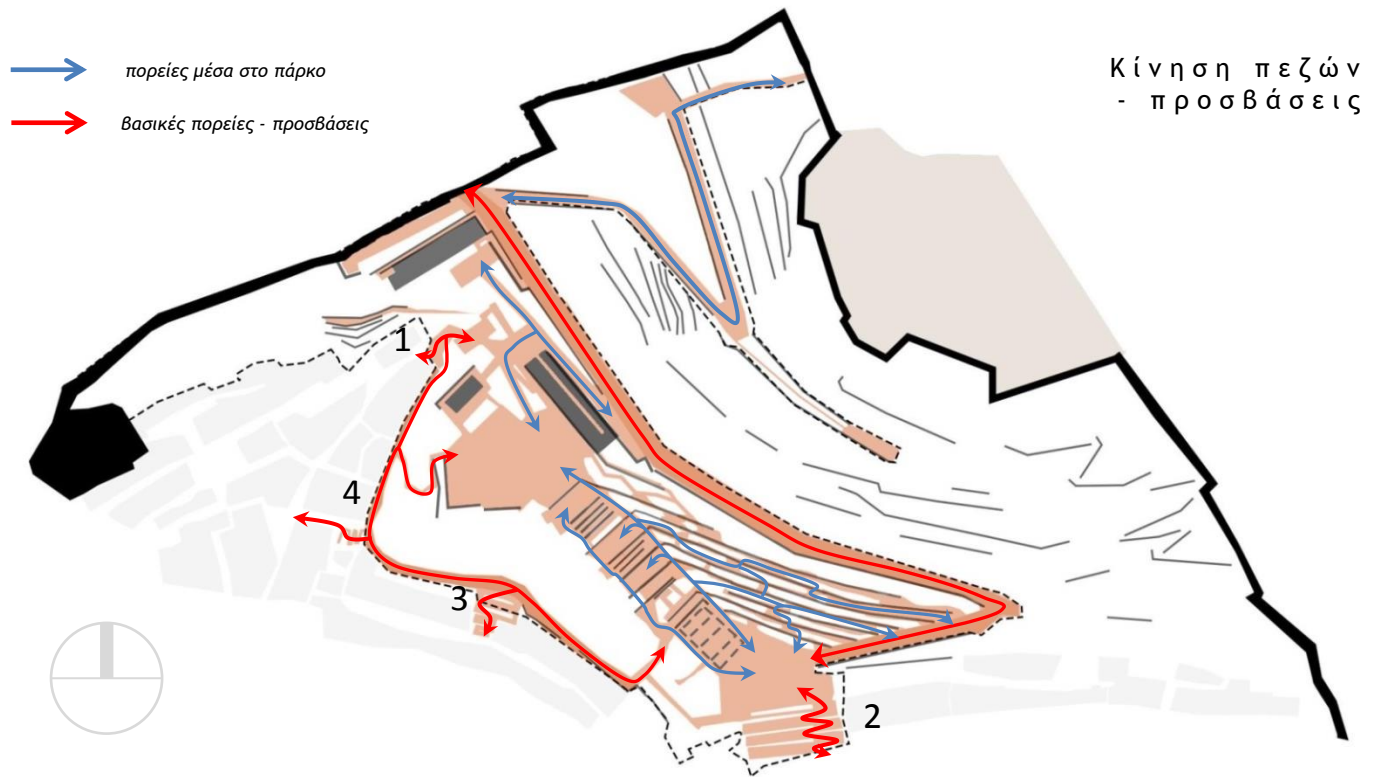 πορείες μέσα στο πάρκο
βασικές πορείες - προσβάσεις
Κίνηση πεζών
- προσβάσεις
1
4
3
2